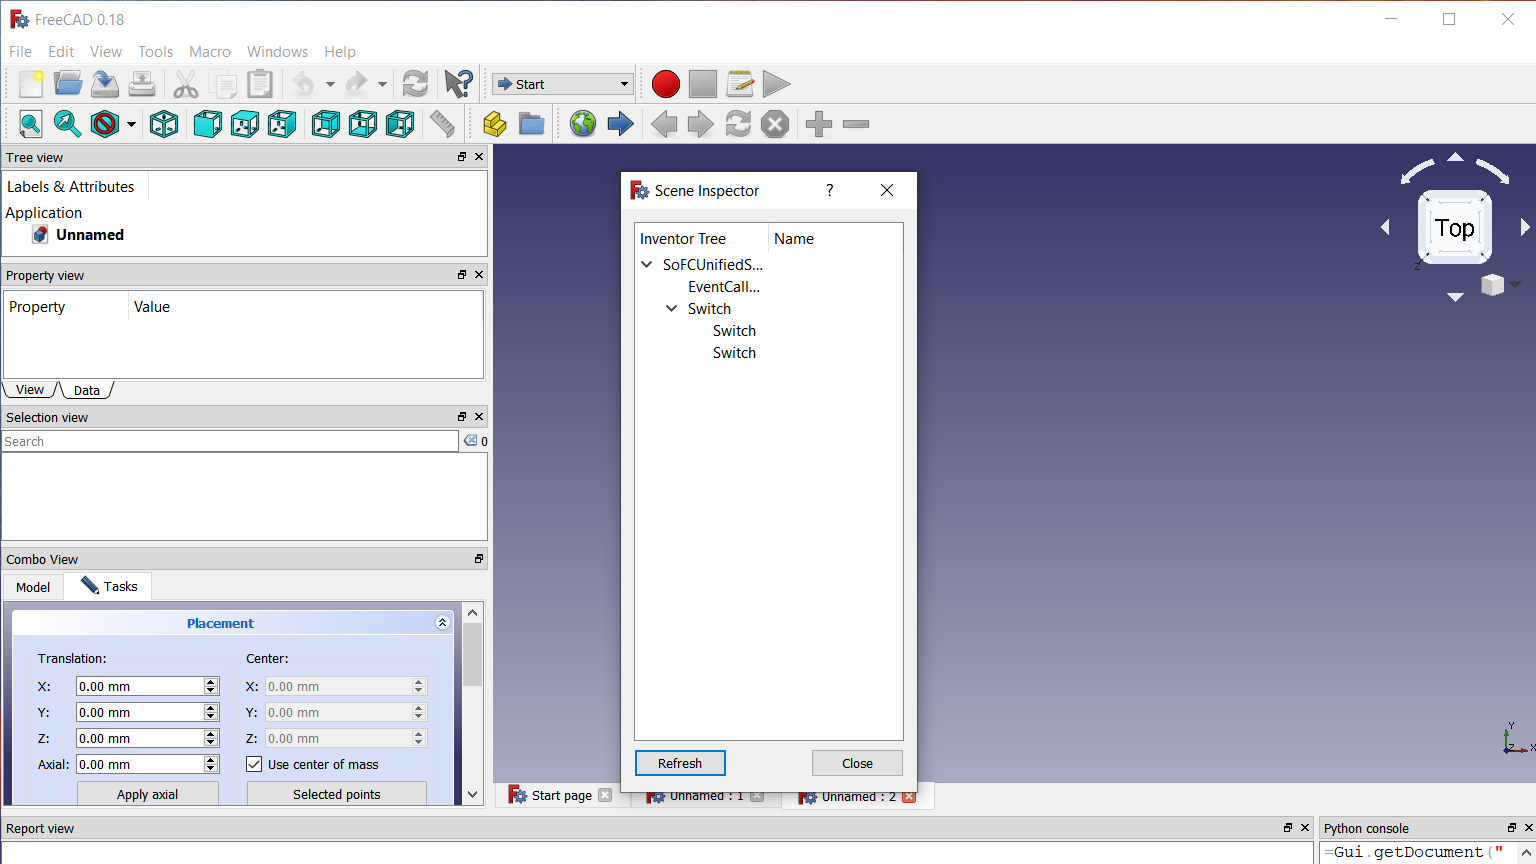 FreeCAD 0.18
File Edit View Tools Macro Windows Help
Start
Tree view
Labels & Attributes
Application
Unnamed
Property view
Property Value
View Data
Selection view
Search 0
Combo View
Model Tasks
Placement
Translation: Center:
X: 0.00 mm X: 0.00 mm
Y: 0.00 mm Y: 0.00 mm
Z: 0.00 mm Z: 0.00 mm
Axial: 0.00 mm Use center of mass
Apply axial Selected points
Scene Inspector ?
Inventor Tree Name
SoFCUnifiedS...
EventCall...
Switch
Switch
Switch
Refresh Close
Top
Z
Y
Z X
Start page Unnamed : 1 Unnamed : 2
Report view
Python console
=Gui.getDocument("